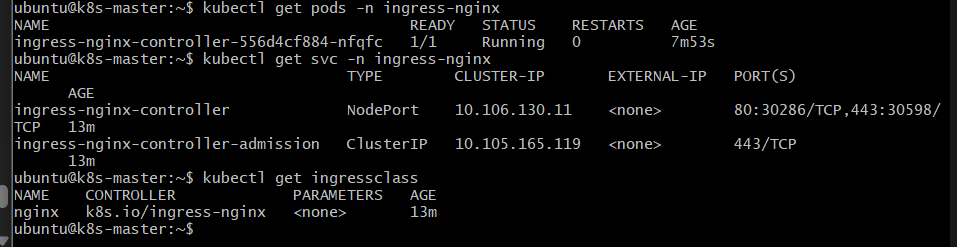 ubuntu@k8s-master:~$ kubectl get pods -n ingress-nginx
NAME                                        READY   STATUS    RESTARTS   AGE
ingress-nginx-controller-556d4cf884-nfqfc   1/1     Running   0          7m53s
ubuntu@k8s-master:~$ kubectl get svc -n ingress-nginx
NAME                                 TYPE        CLUSTER-IP       EXTERNAL-IP   PORT(S)
      AGE
ingress-nginx-controller             NodePort    10.106.130.11    <none>        80:30286/TCP,443:30598/
TCP   13m
ingress-nginx-controller-admission   ClusterIP   10.105.165.119   <none>        443/TCP
      13m
ubuntu@k8s-master:~$ kubectl get ingressclass
NAME    CONTROLLER             PARAMETERS   AGE
nginx   k8s.io/ingress-nginx   <none>       13m
ubuntu@k8s-master:~$